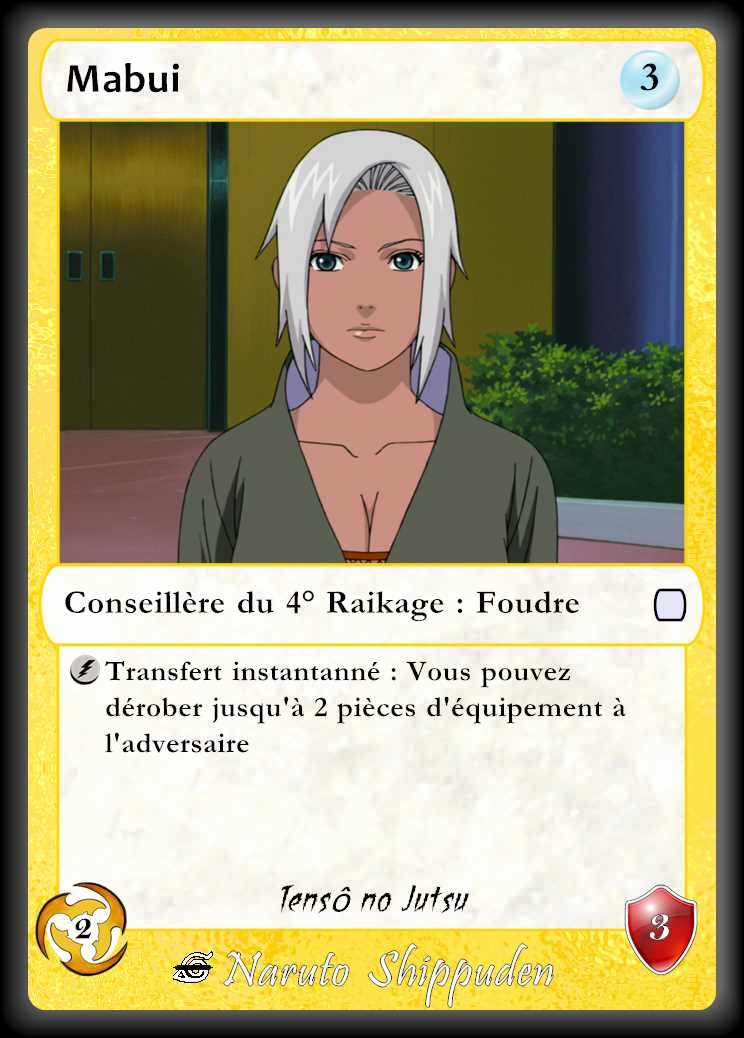 Mabui
3
Conseillère du 4° Raikage : Foudre
Transfert instantanné : Vous pouvez
dérober jusqu'à 2 pièces d'équipement à
l'adversaire
Tensô no Jutsu
2
3
Naruto Shippuden